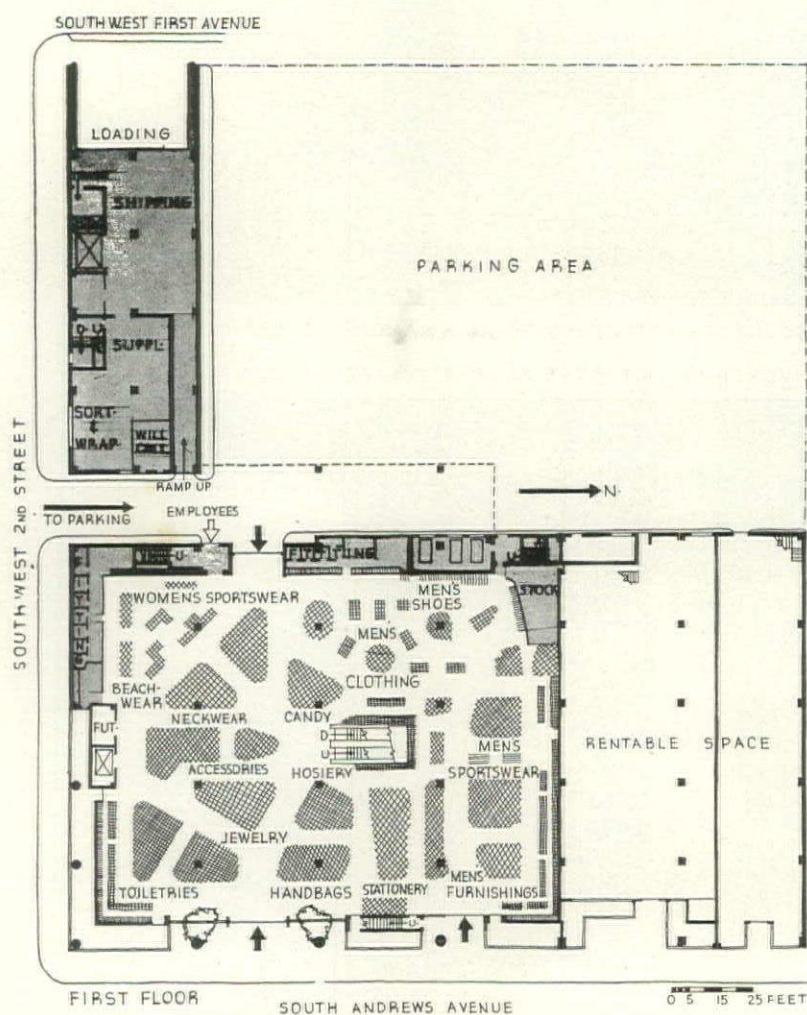 SOUTHWEST FIRST AVENUE
LOADING
SHIPPING
PARKING AREA
D U
SUPPL.
SORT
&
WRAP.
WILL
CALL
RAMP UP
SOUTHWEST 2ND STREET
TO PARKING
EMPLOYEES
N.
U
FITTING
U
WOMENS SPORTSWEAR
MEN'S
SHOES
STOCK
MENS
CLOTHING
BEACH-
WEAR
NECKWEAR
CANDY
FUT.
D
U
MENS
SPORTSWEAR
RENTABLE SPACE
ACCESSORIES
HOSIERY
JEWELRY
TOILETRIES
HANDBAGS
STATIONERY
MENS
FURNISHINGS
U
FIRST FLOOR
SOUTH ANDREWS AVENUE
0 5 15 25 FEET